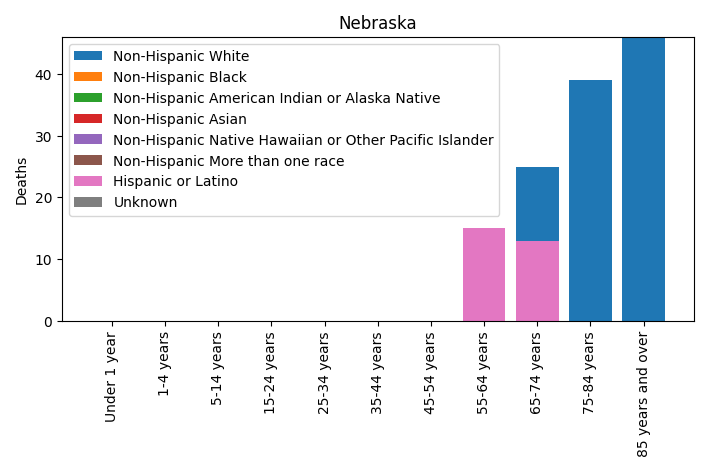 Nebraska
Non-Hispanic White
Non-Hispanic Black
Non-Hispanic American Indian or Alaska Native
Non-Hispanic Asian
Non-Hispanic Native Hawaiian or Other Pacific Islander
Non-Hispanic More than one race
Hispanic or Latino
Unknown
Deaths
40
30
20
10
0
Under 1 year
1-4 years
5-14 years
15-24 years
25-34 years
35-44 years
45-54 years
55-64 years
65-74 years
75-84 years
85 years and over